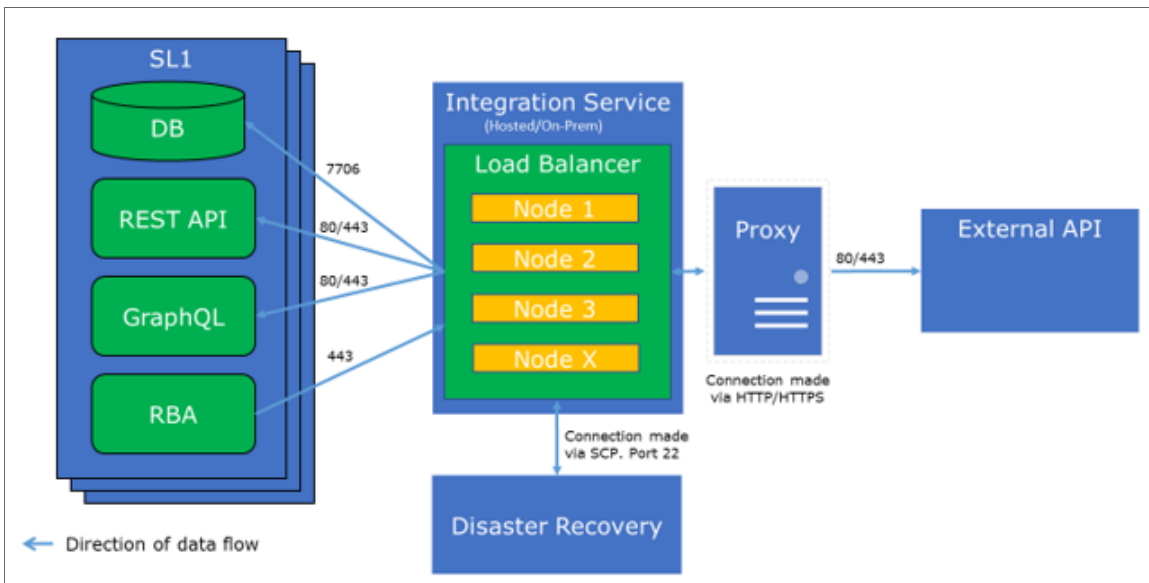 SL1
DB
REST API
GraphQL
RBA
7706
80/443
80/443
443
Integration Service
(Hosted/On-Prem)
Load Balancer
Node 1
Node 2
Node 3
Node X
Proxy
Connection made
via HTTP/HTTPS
80/443
External API
Connection made
via SCP. Port 22
Disaster Recovery
Direction of data flow